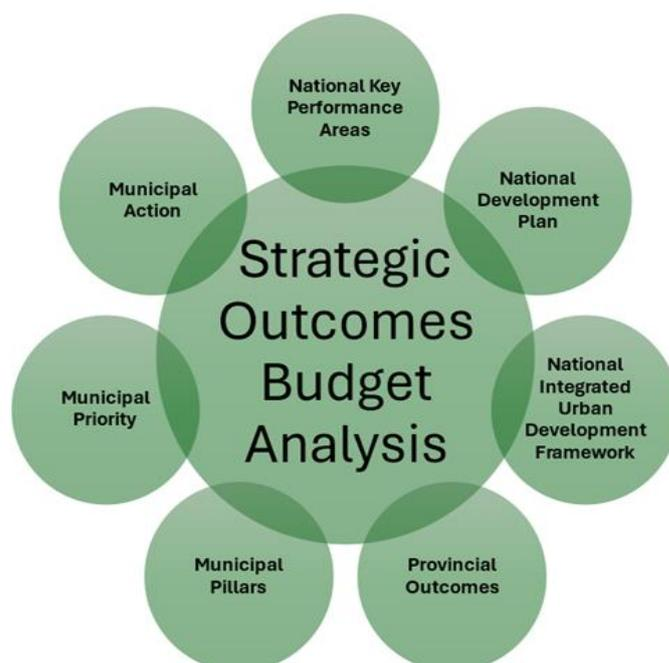 National Key
Performance
Areas
National
Development
Plan
National
Integrated
Urban
Development
Framework
Provincial
Outcomes
Municipal
Pillars
Municipal
Priority
Municipal
Action
Strategic
Outcomes
Budget
Analysis